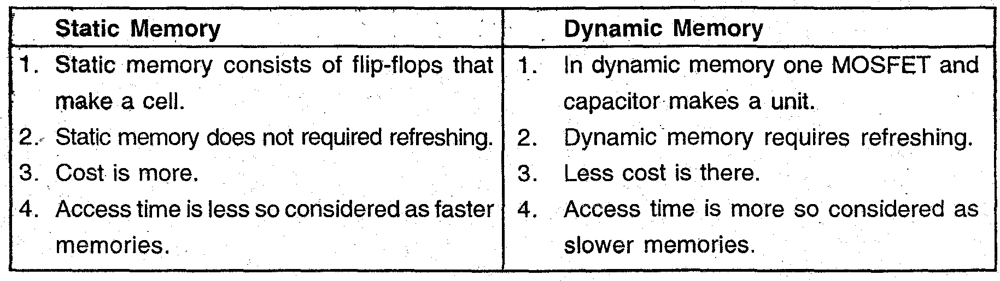 Static Memory
1. Static memory consists of flip-flops that
make a cell.
2. Static memory does not required refreshing.
3. Cost is more.
4. Access time is less so considered as faster
memories.
Dynamic Memory
1. In dynamic memory one MOSFET and
capacitor makes a unit.
2. Dynamic memory requires refreshing.
3. Less cost is there.
4. Access time is more so considered as
slower memories.